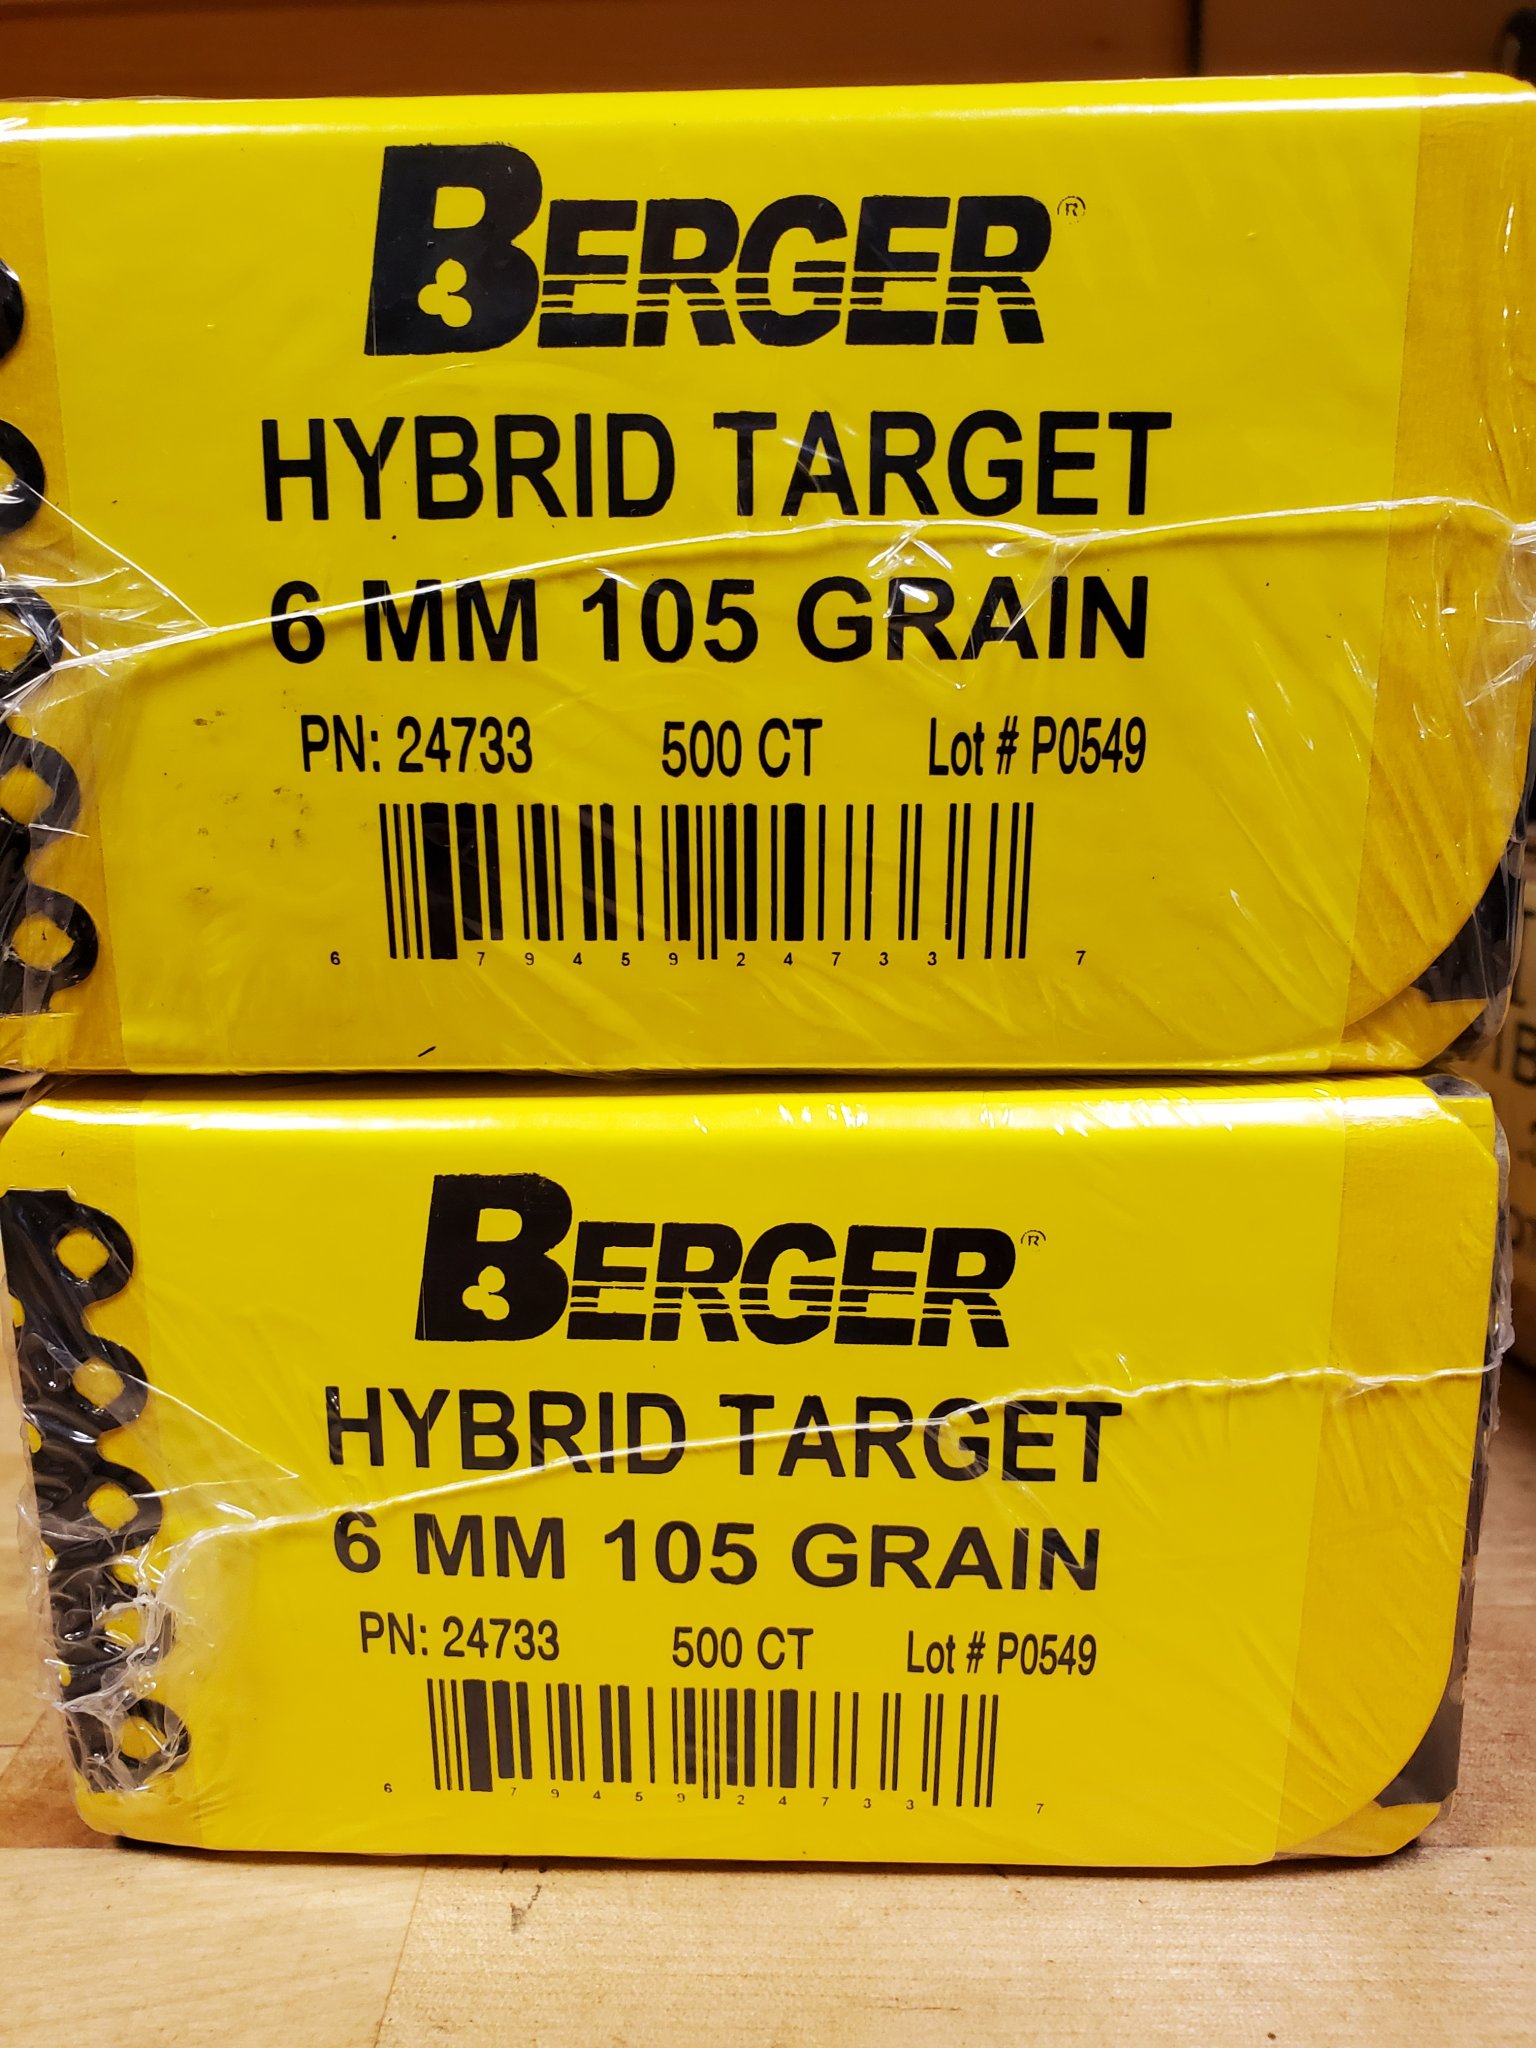 BERGER®
HYBRID TARGET
6 MM 105 GRAIN
PN: 24733 500 CT Lot # P0549
6 79459 24733 7
BERGER®
HYBRID TARGET
6 MM 105 GRAIN
PN: 24733 500 CT Lot # P0549
6 79459 24733 7